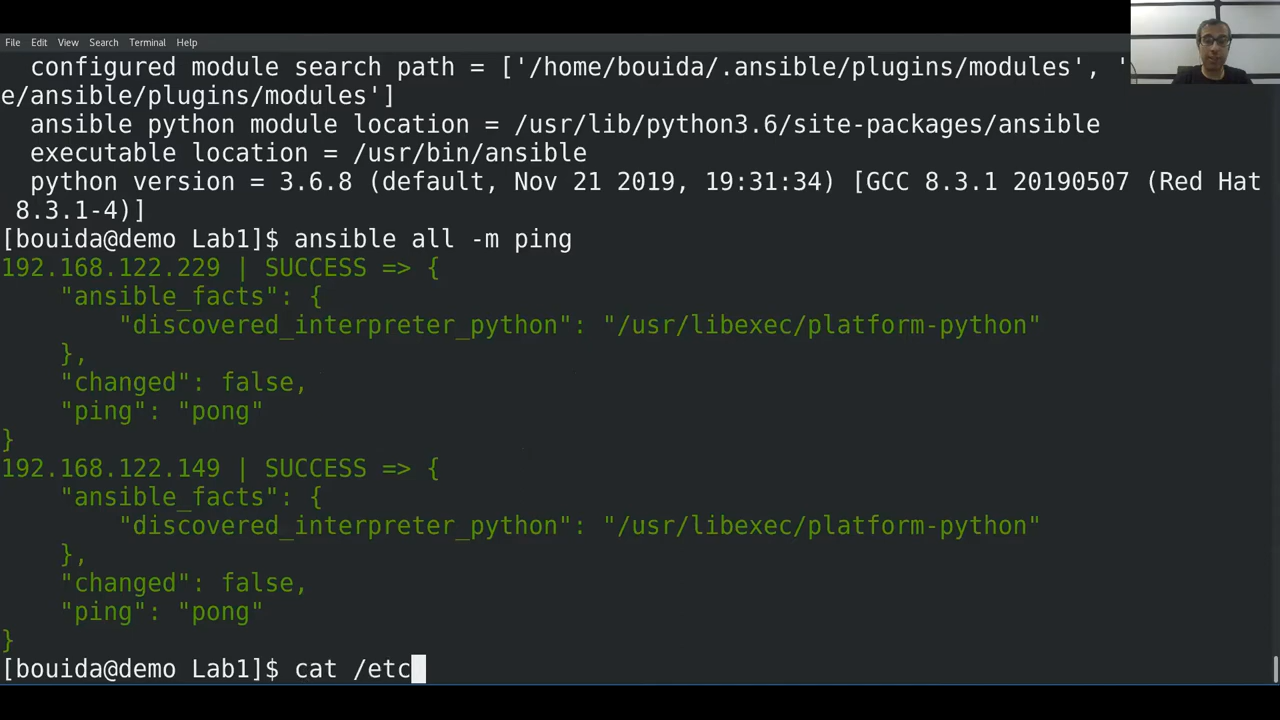 File Edit View Search Terminal Help
configured module search path = ['/home/bouida/.ansible/plugins/modules', '
e/ansible/plugins/modules']
ansible python module location = /usr/lib/python3.6/site-packages/ansible
executable location = /usr/bin/ansible
python version = 3.6.8 (default, Nov 21 2019, 19:31:34) [GCC 8.3.1 20190507 (Red Hat
8.3.1-4)]
[bouida@demo Lab1]$ ansible all -m ping
192.168.122.229 | SUCCESS => {
"ansible_facts": {
"discovered_interpreter_python": "/usr/libexec/platform-python"
},
"changed": false,
"ping": "pong"
}
192.168.122.149 | SUCCESS => {
"ansible_facts": {
"discovered_interpreter_python": "/usr/libexec/platform-python"
},
"changed": false,
"ping": "pong"
}
[bouida@demo Lab1]$ cat /etc